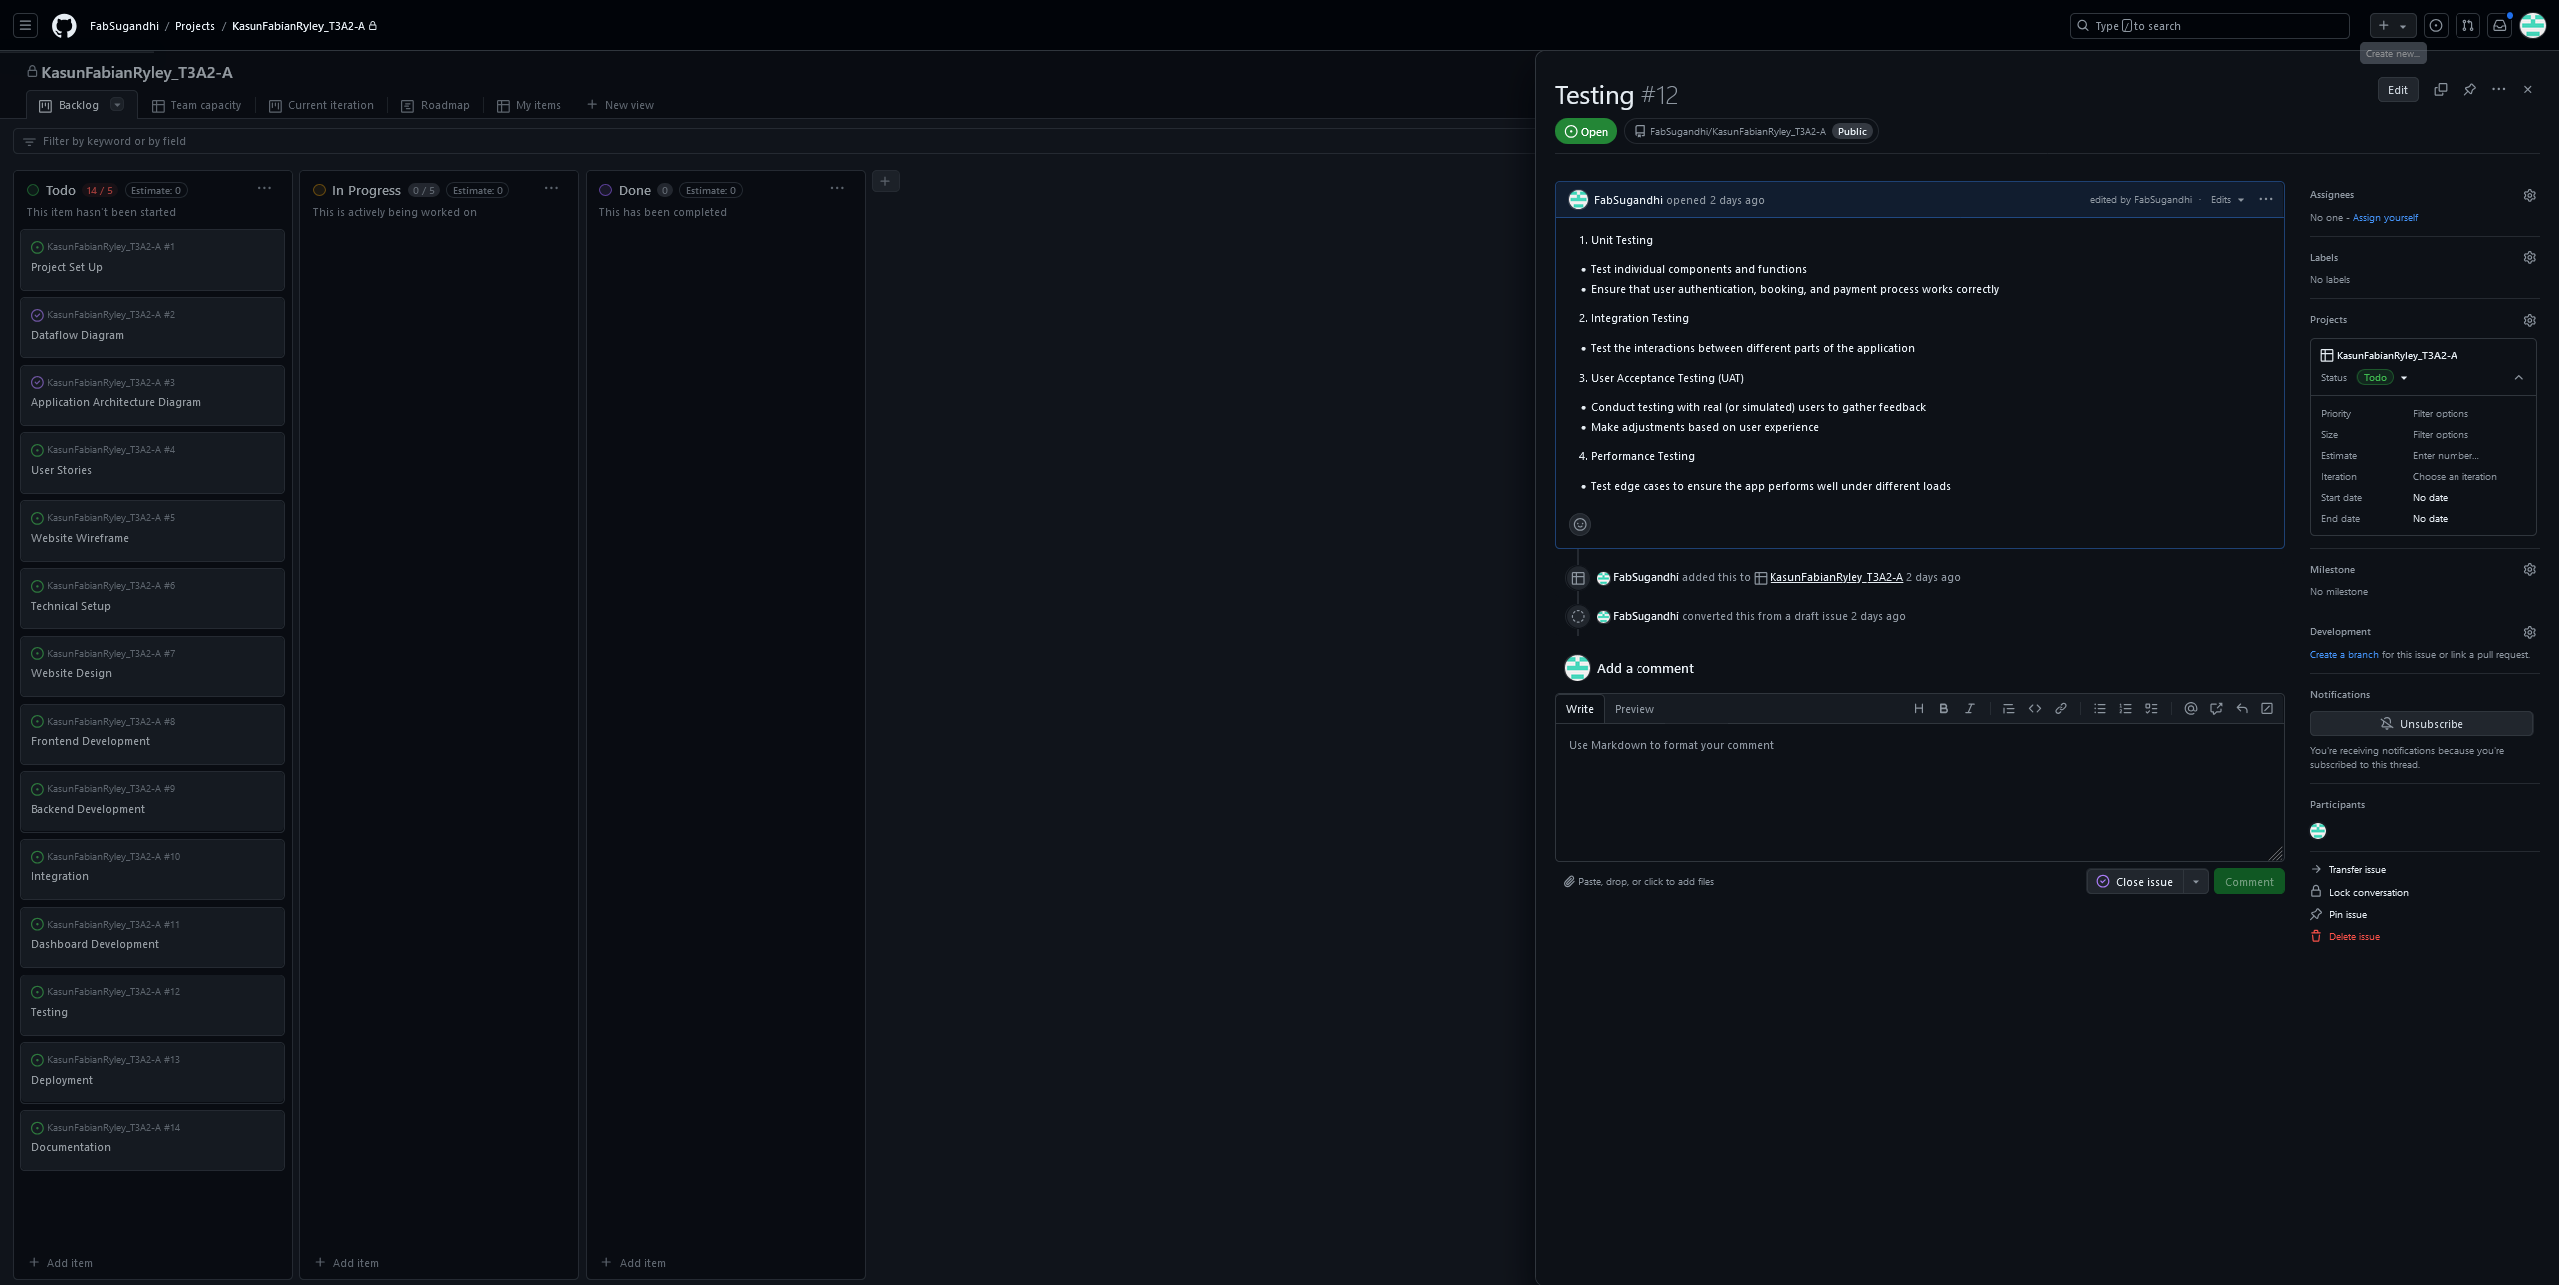 FabSugandhi / Projects / KasunFabianRyley_T3A2-A
Type / to search
Create new...
KasunFabianRyley_T3A2-A
Backlog
Team capacity
Current iteration
Roadmap
My items
New view
Filter by keyword or by field
Todo 14 / 5 Estimate: 0
This item hasn't been started
KasunFabianRyley_T3A2-A #1
Project Set Up
KasunFabianRyley_T3A2-A #2
Dataflow Diagram
KasunFabianRyley_T3A2-A #3
Application Architecture Diagram
KasunFabianRyley_T3A2-A #4
User Stories
KasunFabianRyley_T3A2-A #5
Website Wireframe
KasunFabianRyley_T3A2-A #6
Technical Setup
KasunFabianRyley_T3A2-A #7
Website Design
KasunFabianRyley_T3A2-A #8
Frontend Development
KasunFabianRyley_T3A2-A #9
Backend Development
KasunFabianRyley_T3A2-A #10
Integration
KasunFabianRyley_T3A2-A #11
Dashboard Development
KasunFabianRyley_T3A2-A #12
Testing
KasunFabianRyley_T3A2-A #13
Deployment
KasunFabianRyley_T3A2-A #14
Documentation
+ Add item
In Progress 0 / 5 Estimate: 0
This is actively being worked on
+ Add item
Done 0 Estimate: 0
This has been completed
+ Add item
Testing #12
Edit
Open
FabSugandhi/KasunFabianRyley_T3A2-A Public
FabSugandhi opened 2 days ago
edited by FabSugandhi · Edits
1. Unit Testing
• Test individual components and functions
• Ensure that user authentication, booking, and payment process works correctly
2. Integration Testing
• Test the interactions between different parts of the application
3. User Acceptance Testing (UAT)
• Conduct testing with real (or simulated) users to gather feedback
• Make adjustments based on user experience
4. Performance Testing
• Test edge cases to ensure the app performs well under different loads
FabSugandhi added this to KasunFabianRyley_T3A2-A 2 days ago
FabSugandhi converted this from a draft issue 2 days ago
Add a comment
Write
Preview
Use Markdown to format your comment
Paste, drop, or click to add files
Close issue
Comment
Assignees
No one - Assign yourself
Labels
No labels
Projects
KasunFabianRyley_T3A2-A
Status Todo
Priority Filter options
Size Filter options
Estimate Enter number...
Iteration Choose an iteration
Start date No date
End date No date
Milestone
No milestone
Development
Create a branch for this issue or link a pull request.
Notifications
Unsubscribe
You're receiving notifications because you're
subscribed to this thread.
Participants
Transfer issue
Lock conversation
Pin issue
Delete issue